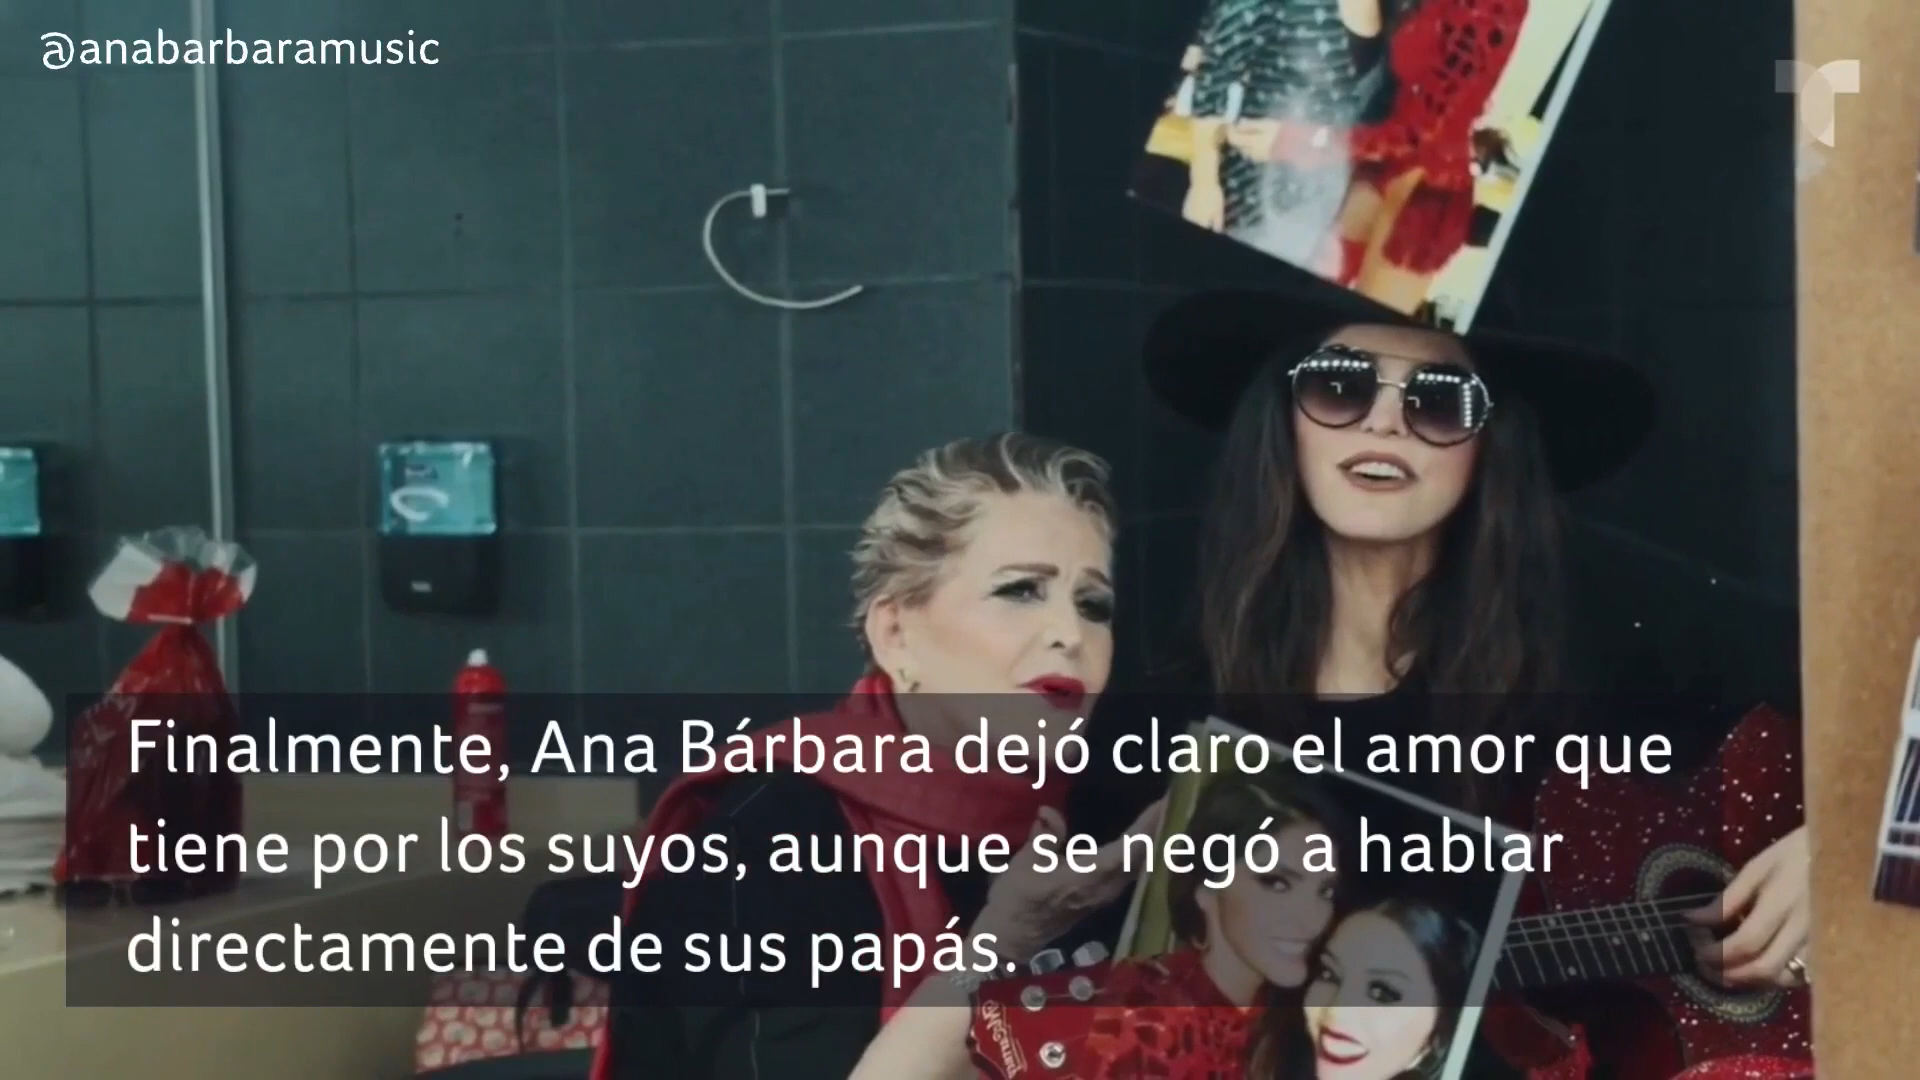 @anabarbaramusic
Finalmente, Ana Bárbara dejó claro el amor que
tiene por los suyos, aunque se negó a hablar
directamente de sus papás.